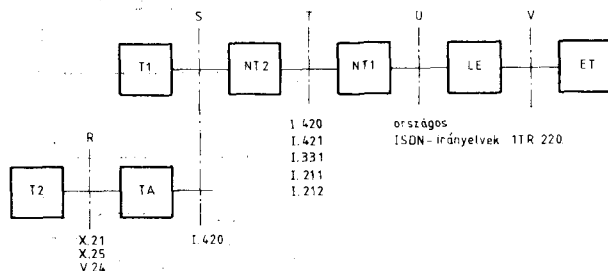 S T U V
T1 NT2 NT1 LE ET
I.420
I.421
I.331
I.211
I.212
országos
ISDN-irányelvek 1TR 220
R
T2 TA
X.21
X.25
V.24
I.420